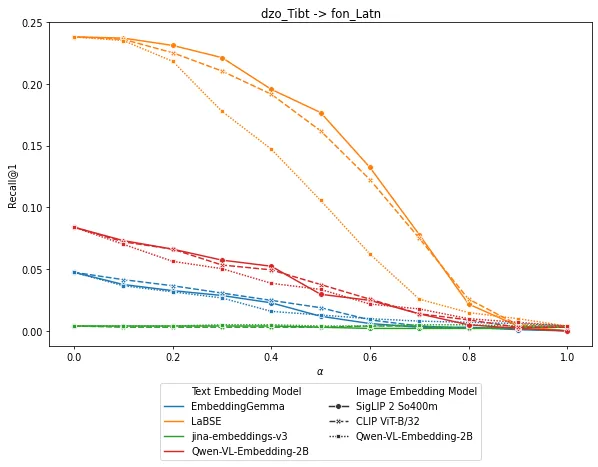 dzo_Tibt -> fon_Latn
0.25
0.20
0.15
0.10
0.05
0.00
Recall@1
0.0 0.2 0.4 0.6 0.8 1.0
α
Text Embedding Model Image Embedding Model
EmbeddingGemma SigLIP 2 So400m
LaBSE CLIP ViT-B/32
jina-embeddings-v3 Qwen-VL-Embedding-2B
Qwen-VL-Embedding-2B